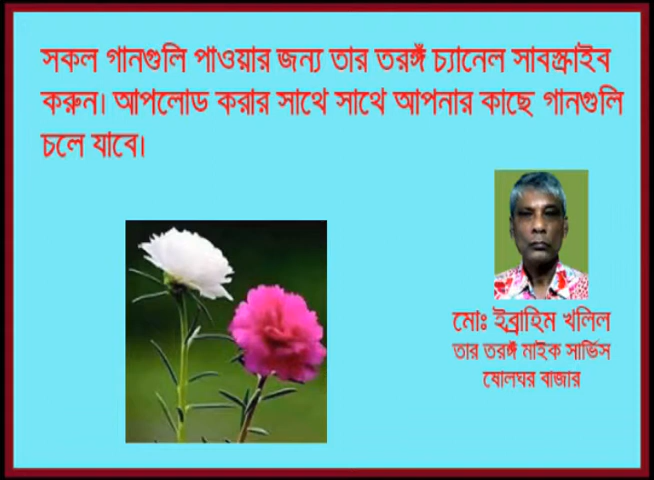 সকল গানগুলি পাওয়ার জন্য তার তরঙ্গঁ চ্যানেল সাবস্ক্রাইব
করুন। আপলোড করার সাথে সাথে আপনার কাছে গানগুলি
চলে যাবে।
মোঃ ইব্রাহিম খলিল
তার তরঙ্গঁ মাইক সার্ভিস
ষোলঘর বাজার